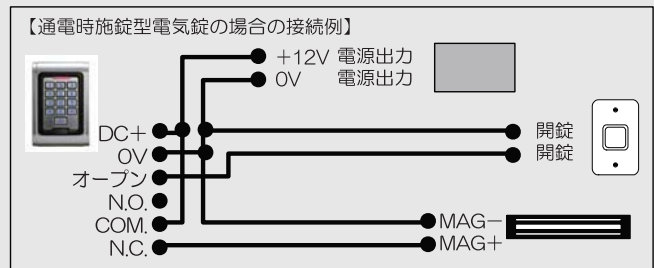 【通電時施錠型電気錠の場合の接続例】
+12V 電源出力
0V 電源出力
DC+
0V
オープン
N.O.
COM.
N.C.
開錠
開錠
MAG−
MAG+